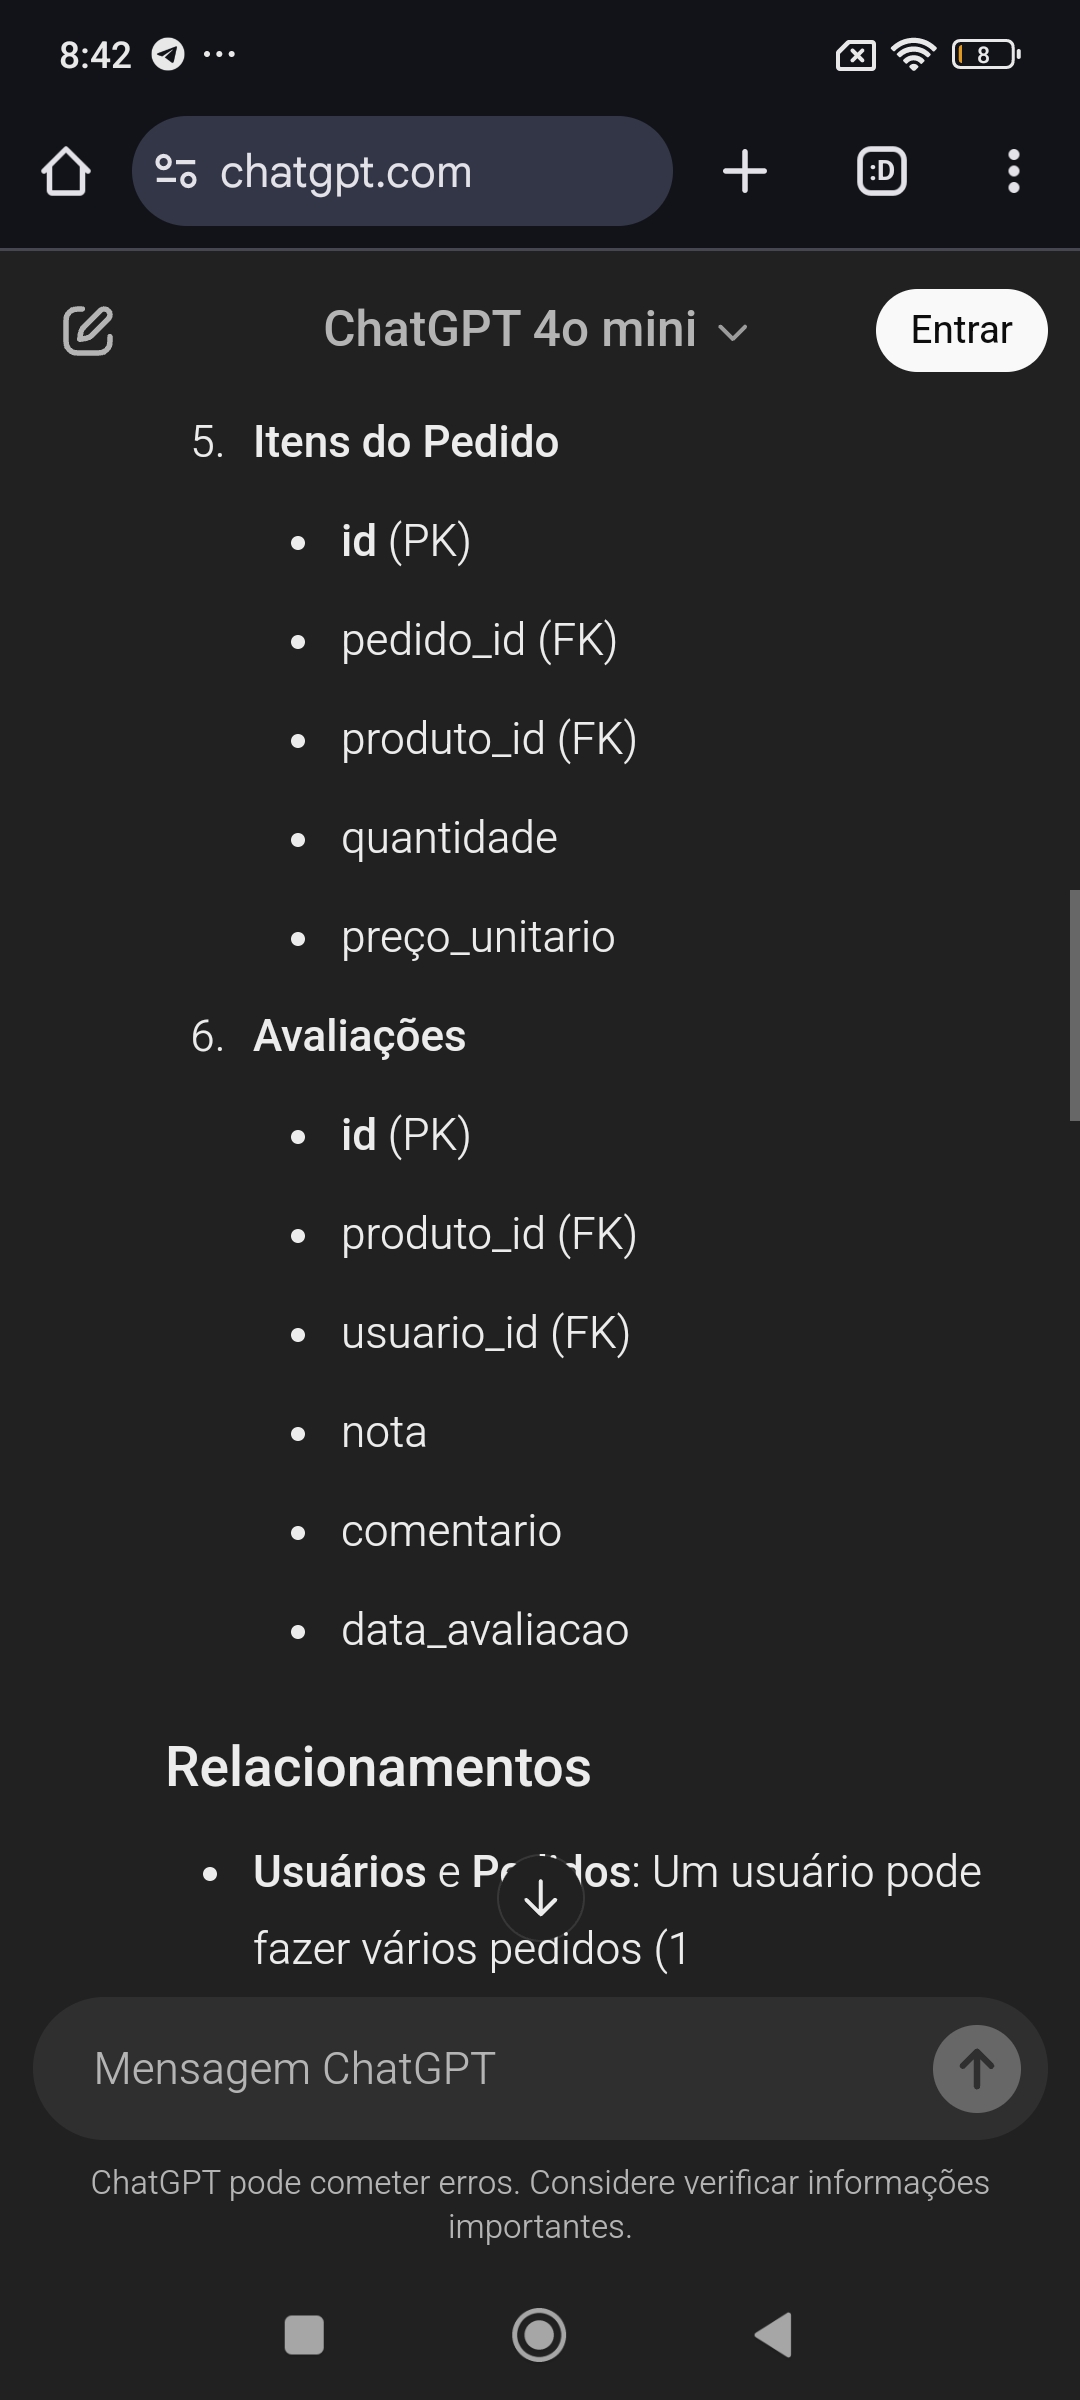 8:42
8
chatgpt.com
:D
ChatGPT 4o mini
Entrar
5. Itens do Pedido
id (PK)
pedido_id (FK)
produto_id (FK)
quantidade
preço_unitario
6. Avaliações
id (PK)
produto_id (FK)
usuario_id (FK)
nota
comentario
data_avaliacao
Relacionamentos
Usuários e Pedidos: Um usuário pode
fazer vários pedidos (1
Mensagem ChatGPT
ChatGPT pode cometer erros. Considere verificar informações
importantes.